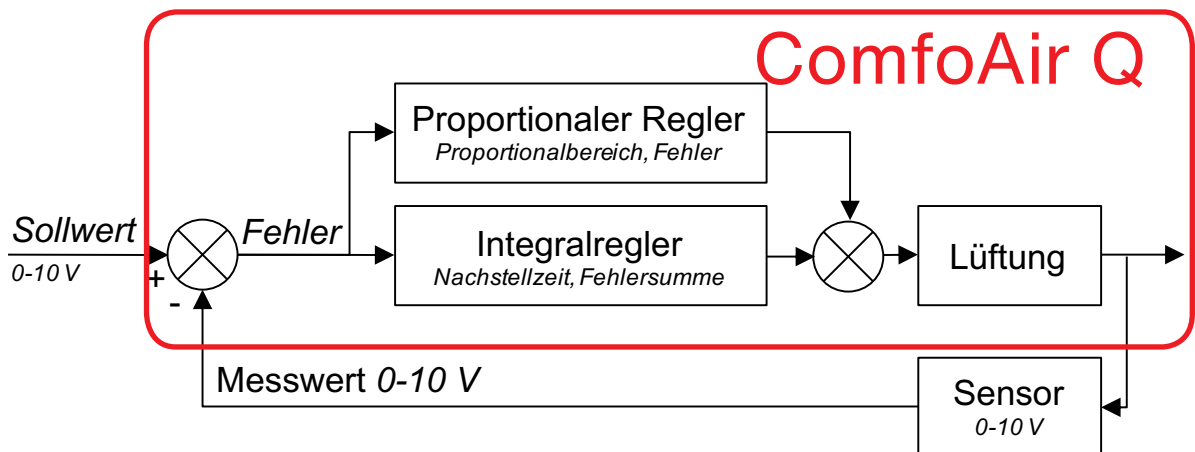 ComfoAir Q
Proportionaler Regler
Proportionalbereich, Fehler
Sollwert
0-10 V
+
-
Fehler
Integralregler
Nachstellzeit, Fehlersumme
Lüftung
Messwert 0-10 V
Sensor
0-10 V